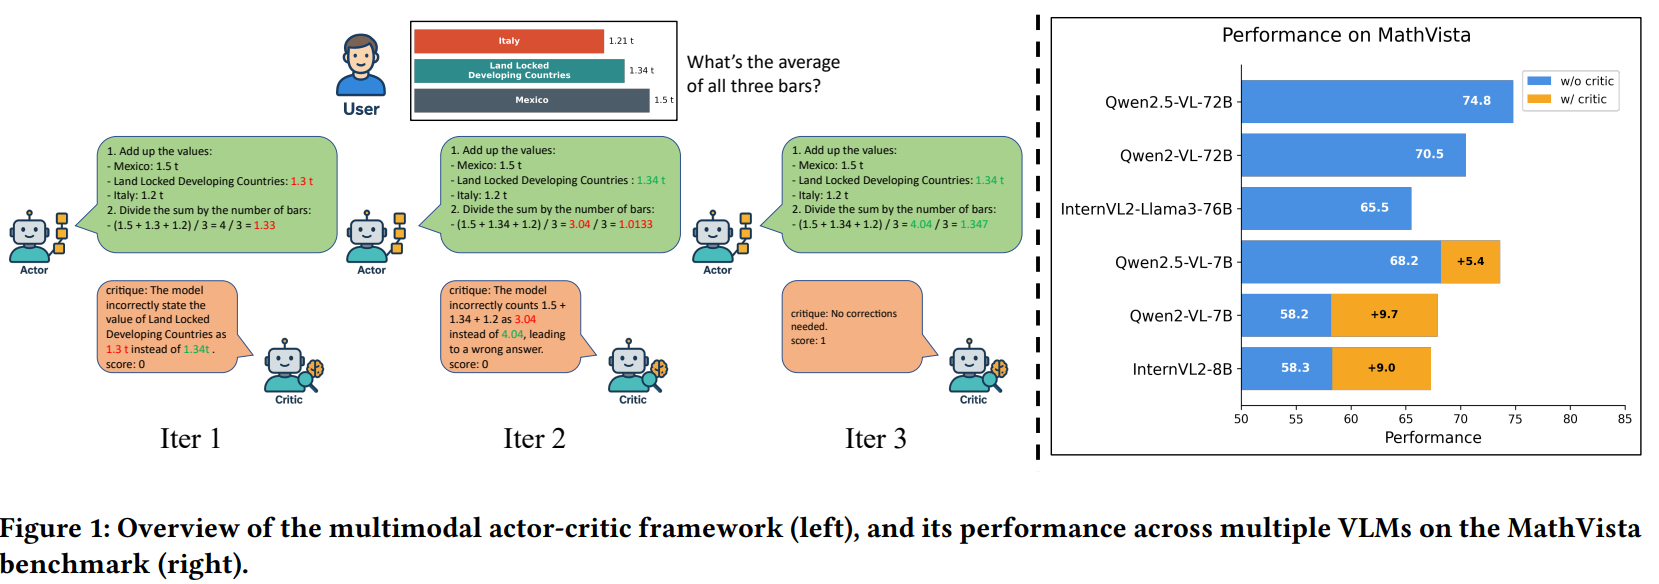 User
Italy
1.21 t
Land Locked
Developing Countries
1.34 t
Mexico
1.5 t
What's the average
of all three bars?
1. Add up the values:
- Mexico: 1.5 t
- Land Locked Developing Countries: 1.3 t
- Italy: 1.2 t
2. Divide the sum by the number of bars:
- (1.5 + 1.3 + 1.2) / 3 = 4 / 3 = 1.33
Actor
critique: The model
incorrectly state the
value of Land Locked
Developing Countries as
1.3 t instead of 1.34t .
score: 0
Critic
Iter 1
1. Add up the values:
- Mexico: 1.5 t
- Land Locked Developing Countries : 1.34 t
- Italy: 1.2 t
2. Divide the sum by the number of bars:
- (1.5 + 1.34 + 1.2) / 3 = 3.04 / 3 = 1.0133
Actor
critique: The model
incorrectly counts 1.5 +
1.34 + 1.2 as 3.04
instead of 4.04, leading
to a wrong answer.
score: 0
Critic
Iter 2
1. Add up the values:
- Mexico: 1.5 t
- Land Locked Developing Countries: 1.34 t
- Italy: 1.2 t
2. Divide the sum by the number of bars:
- (1.5 + 1.34 + 1.2) / 3 = 4.04 / 3 = 1.347
Actor
critique: No corrections
needed.
score: 1
Critic
Iter 3
Performance on MathVista
w/o critic
w/ critic
Qwen2.5-VL-72B 74.8
Qwen2-VL-72B 70.5
InternVL2-Llama3-76B 65.5
Qwen2.5-VL-7B 68.2 +5.4
Qwen2-VL-7B 58.2 +9.7
InternVL2-8B 58.3 +9.0
50 55 60 65 70 75 80 85
Performance
Figure 1: Overview of the multimodal actor-critic framework (left), and its performance across multiple VLMs on the MathVista
benchmark (right).